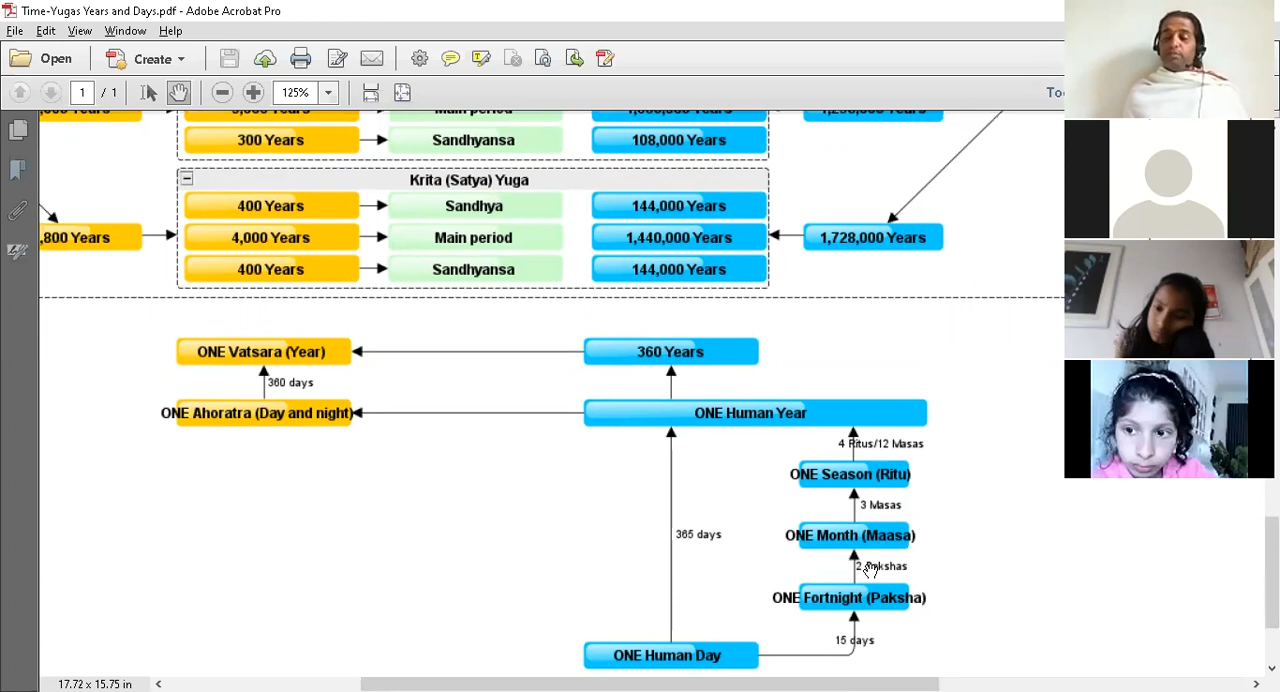 Time-Yugas Years and Days.pdf - Adobe Acrobat Pro
File Edit View Window Help
Open Create
1 / 1 125%
300 Years Sandhyansa 108,000 Years
Krita (Satya) Yuga
400 Years Sandhya 144,000 Years
,800 Years 4,000 Years Main period 1,440,000 Years 1,728,000 Years
400 Years Sandhyansa 144,000 Years
ONE Vatsara (Year) 360 Years
360 days
ONE Ahoratra (Day and night) ONE Human Year
4 Ritus/12 Masas
ONE Season (Ritu)
3 Masas
365 days ONE Month (Maasa)
2 Pakshas
ONE Fortnight (Paksha)
15 days
ONE Human Day
17.72 x 15.75 in